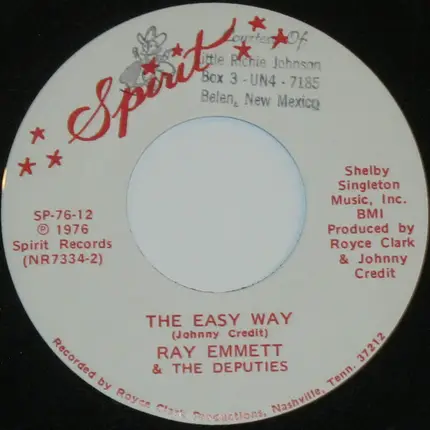 Spirit
Courtesy Of
Little Richie Johnson
Box 3 - UN4 - 7185
Belen, New Mexico
SP-76-12
℗ 1976
Spirit Records
(NR7334-2)
Shelby
Singleton
Music, Inc.
BMI
Produced by
Royce Clark
& Johnny
Credit
THE EASY WAY
(Johnny Credit)
RAY EMMETT
& THE DEPUTIES
Recorded by Royce Clark Productions, Nashville, Tenn. 37212